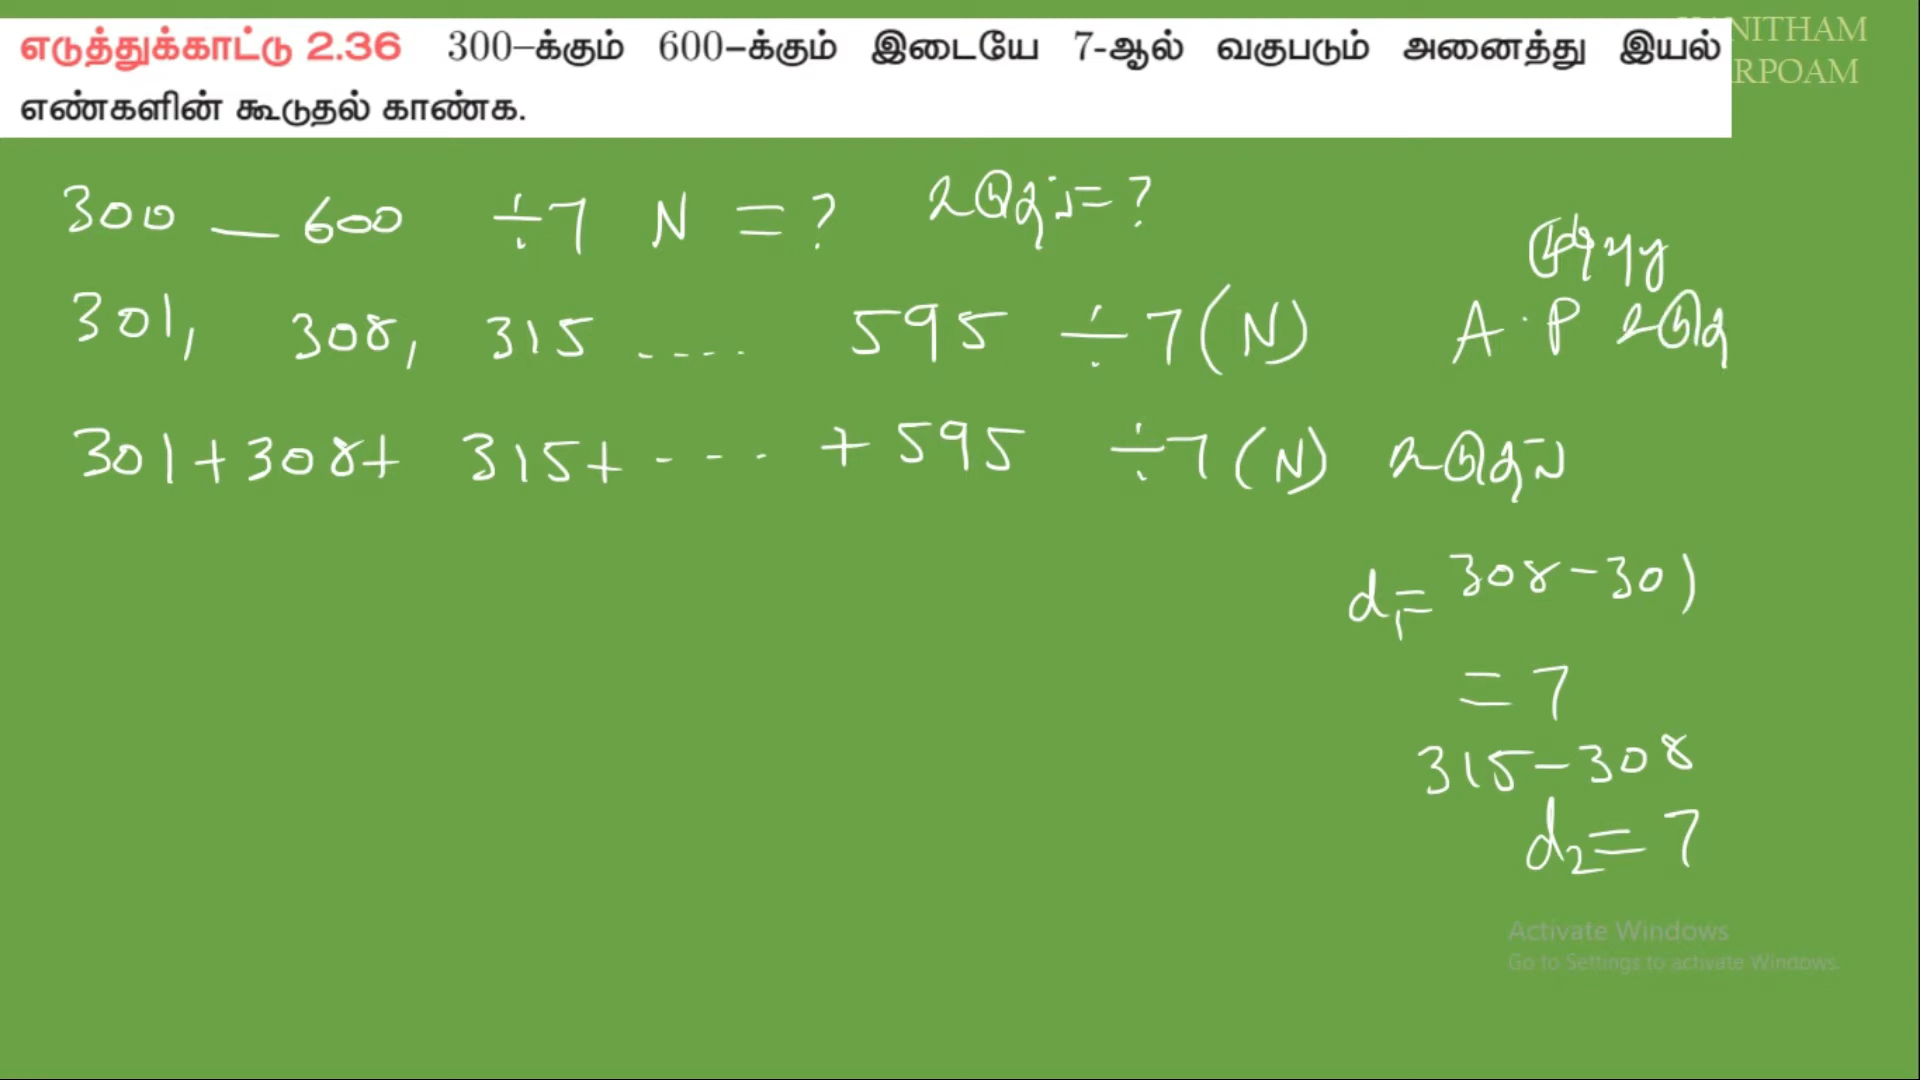 எடுத்துக்காட்டு 2.36 300–க்கும் 600–க்கும் இடையே 7-ஆல் வகுபடும் அனைத்து இயல்
எண்களின் கூடுதல் காண்க.
NITHAM
RPOAM
300 — 600 ÷7 N = ? = ?
301, 308, 315 .... 595 ÷7 (N) A.P
301+308+ 315+ --- +595 ÷7 (N)
d₁= 308-301
= 7
315-308
d₂= 7
Activate Windows
Go to Settings to activate Windows.